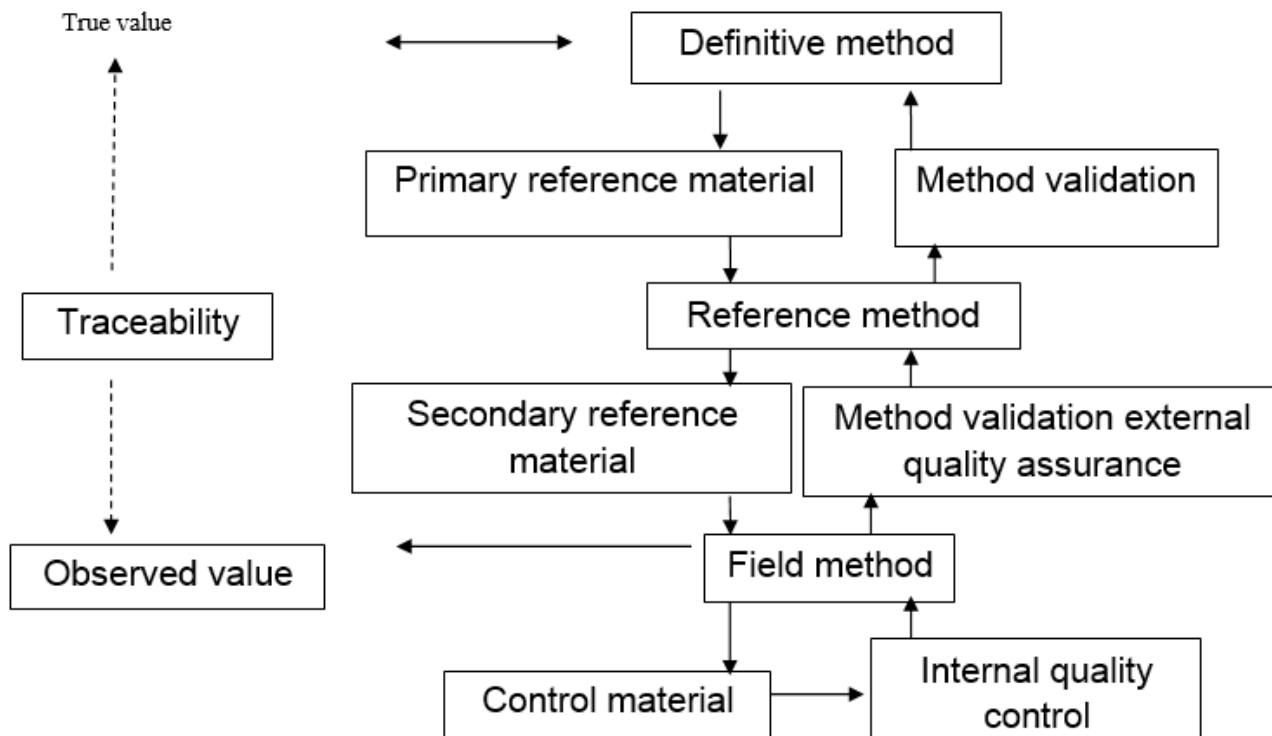 True value
Definitive method
Primary reference material
Method validation
Traceability
Reference method
Secondary reference
material
Method validation external
quality assurance
Observed value
Field method
Control material
Internal quality
control